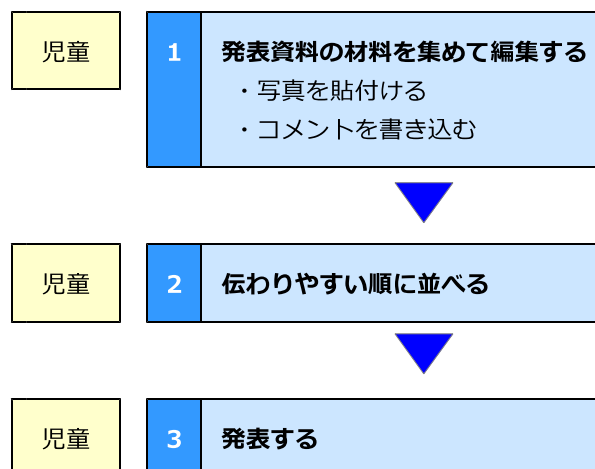 児童
1 発表資料の材料を集めて編集する
・写真を貼付ける
・コメントを書き込む
児童
2 伝わりやすい順に並べる
児童
3 発表する